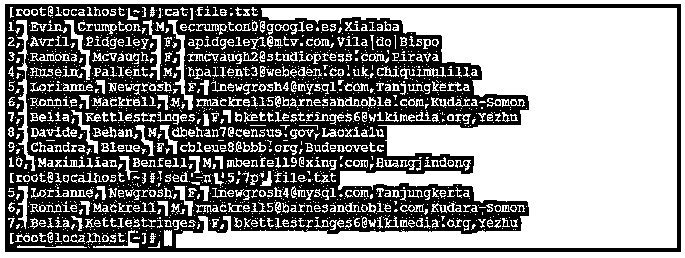 [root@localhost ~]# cat file.txt
1, Evin, Crumpton, M, ecrumpton0@google.es,Xialaba
2, Avril, Pidgeley, F, apidgeley1@mtv.com,Vila do Bispo
3, Ramona, McVaugh, F, rmcvaugh2@studiopress.com,Pirava
4, Husein, Pallent, M, hpallent3@webeden.co.uk,Chiquimulilla
5, Lorianne, Newgrosh, F, lnewgrosh4@mysql.com,Tanjungkerta
6, Ronnie, Mackrell, M, rmackrell5@barnesandnoble.com,Kudara-Somon
7, Belia, Kettlestringes, F, bkettlestringes6@wikimedia.org,Yezhu
8, Davide, Behan, M, dbehan7@census.gov,Laoxialu
9, Chandra, Bleue, F, cbleue8@bbb.org,Budenovetc
10, Maximilian, Benfell, M, mbenfell9@xing.com,Huangjindong
[root@localhost ~]# sed -n '5,7p' file.txt
5, Lorianne, Newgrosh, F, lnewgrosh4@mysql.com,Tanjungkerta
6, Ronnie, Mackrell, M, rmackrell5@barnesandnoble.com,Kudara-Somon
7, Belia, Kettlestringes, F, bkettlestringes6@wikimedia.org,Yezhu
[root@localhost ~]#